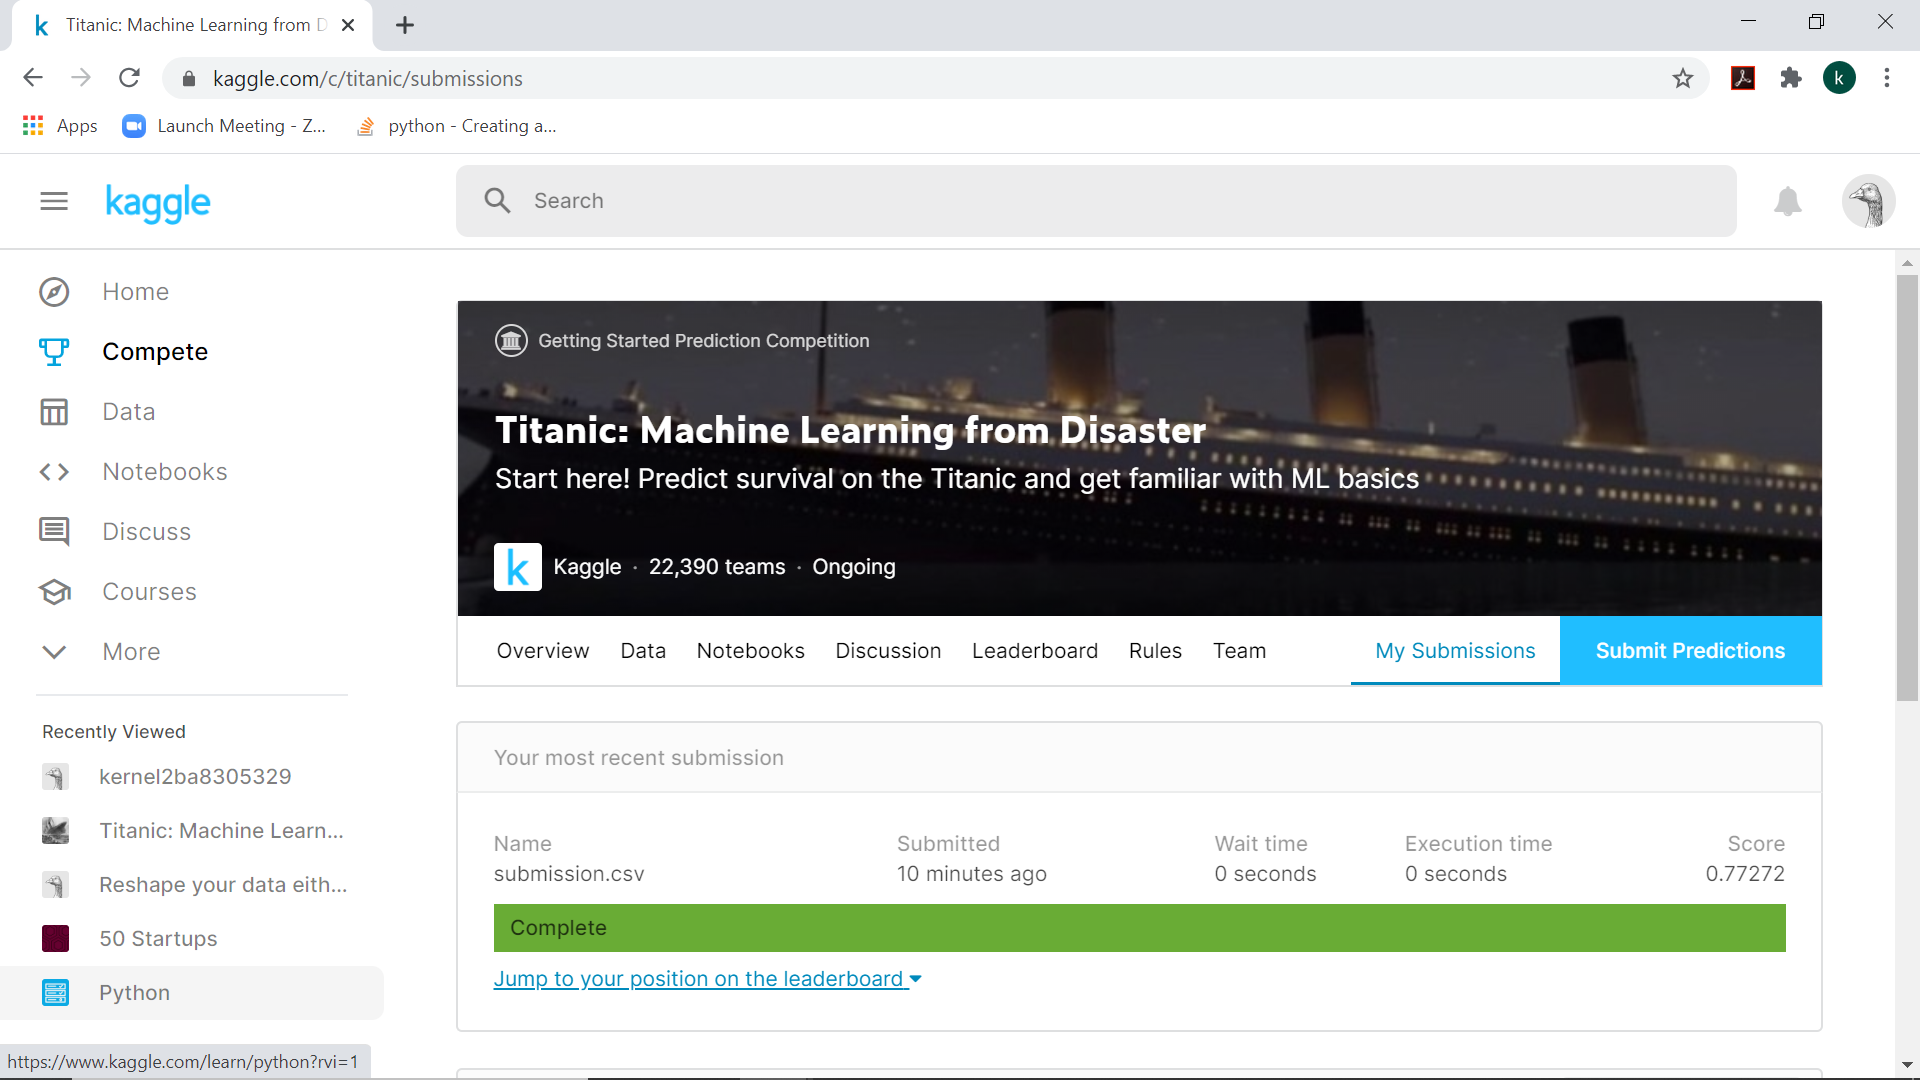 Titanic: Machine Learning from D
kaggle.com/c/titanic/submissions
k
Apps
Launch Meeting - Z...
python - Creating a...
kaggle
Search
Home
Compete
Data
Notebooks
Discuss
Courses
More
Recently Viewed
kernel2ba8305329
Titanic: Machine Learn...
Reshape your data eith...
50 Startups
Python
https://www.kaggle.com/learn/python?rvi=1
Getting Started Prediction Competition
Titanic: Machine Learning from Disaster
Start here! Predict survival on the Titanic and get familiar with ML basics
k Kaggle · 22,390 teams · Ongoing
Overview Data Notebooks Discussion Leaderboard Rules Team My Submissions Submit Predictions
Your most recent submission
Name Submitted Wait time Execution time Score
submission.csv 10 minutes ago 0 seconds 0 seconds 0.77272
Complete
Jump to your position on the leaderboard